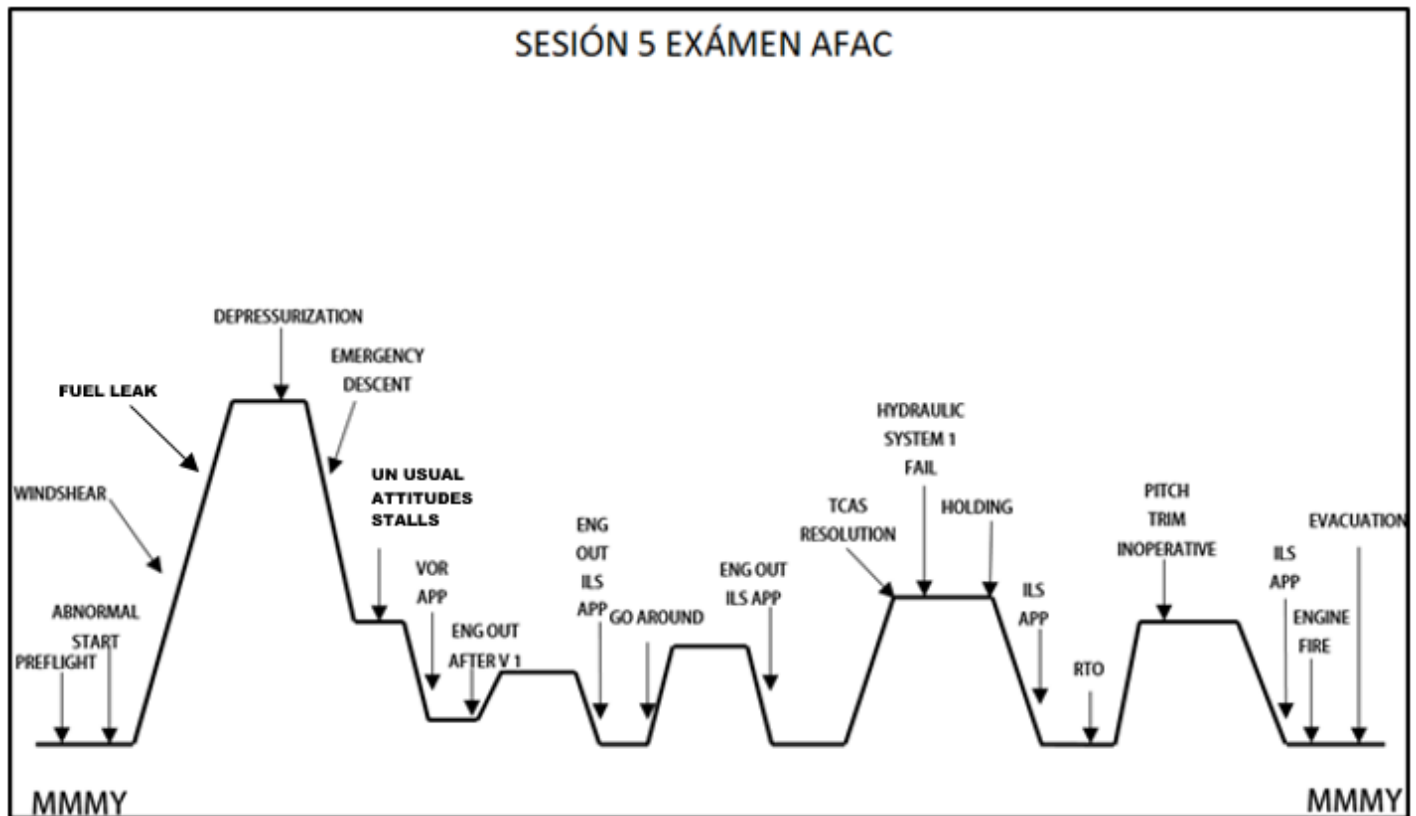 SESIÓN 5 EXÁMEN AFAC
DEPRESSURIZATION
EMERGENCY
DESCENT
FUEL LEAK
WINDSHEAR
ABNORMAL
START
PREFLIGHT
UN USUAL
ATTITUDES
STALLS
VOR
APP
ENG OUT
AFTER V 1
ENG
OUT
ILS
APP
GO AROUND
ENG OUT
ILS APP
TCAS
RESOLUTION
HYDRAULIC
SYSTEM 1
FAIL
HOLDING
ILS
APP
RTO
PITCH
TRIM
INOPERATIVE
ILS
APP
ENGINE
FIRE
EVACUATION
MMMY
MMMY